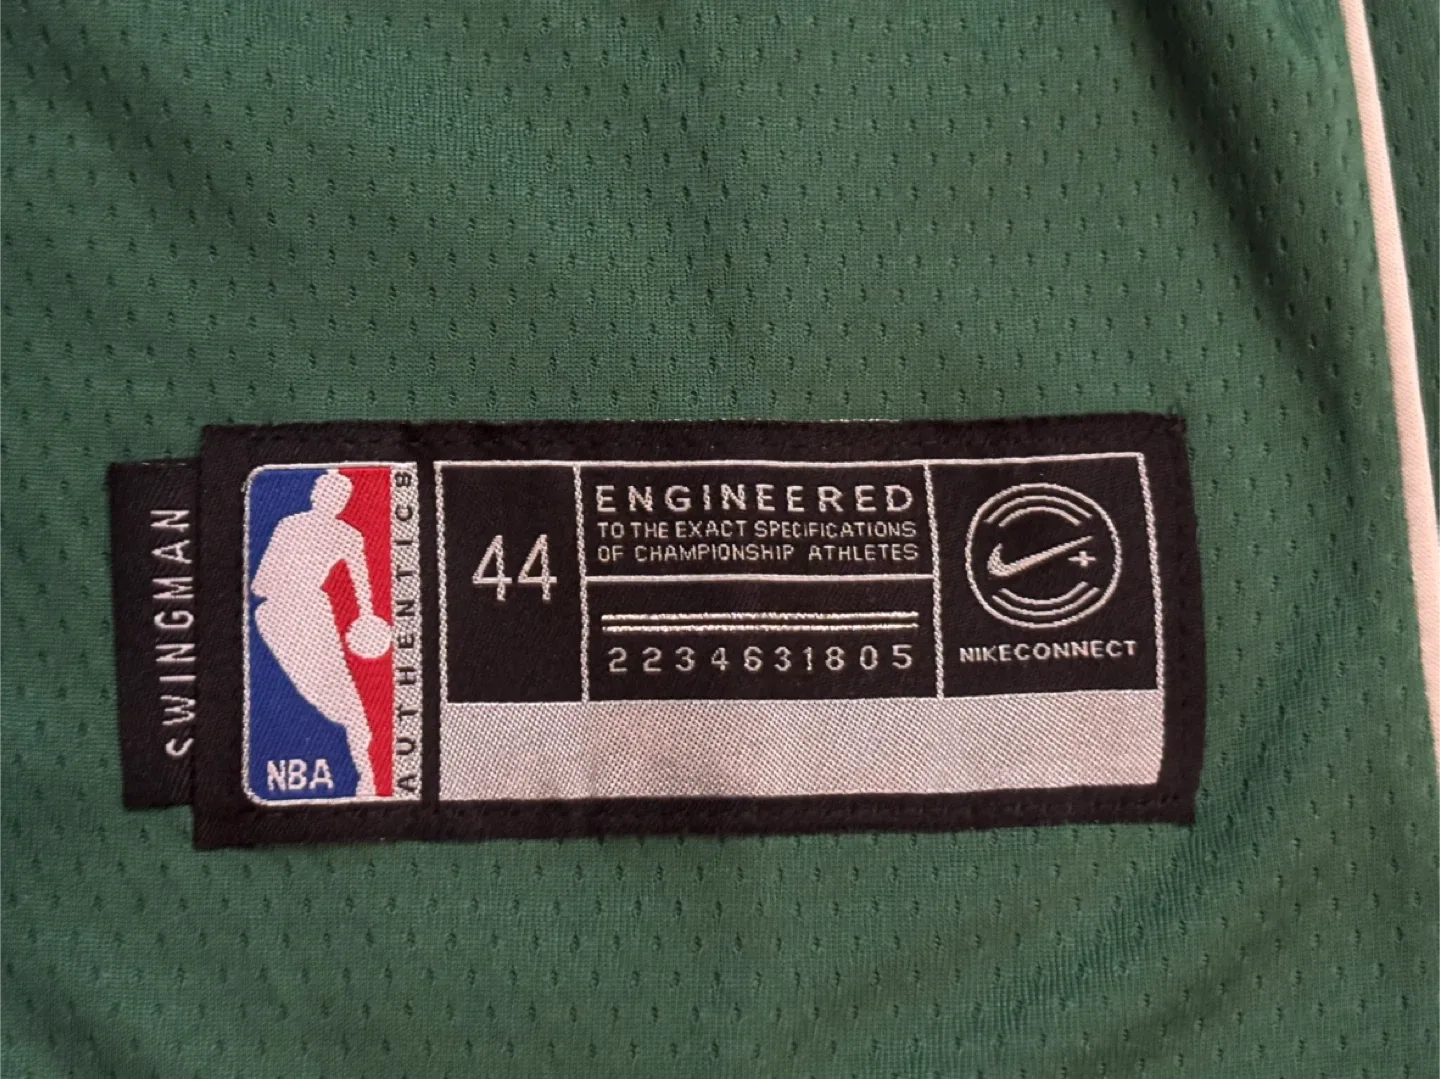 SWINGMAN
NBA
AUTHENTICS
44
ENGINEERED
TO THE EXACT SPECIFICATIONS
OF CHAMPIONSHIP ATHLETES
2234631805
NIKECONNECT